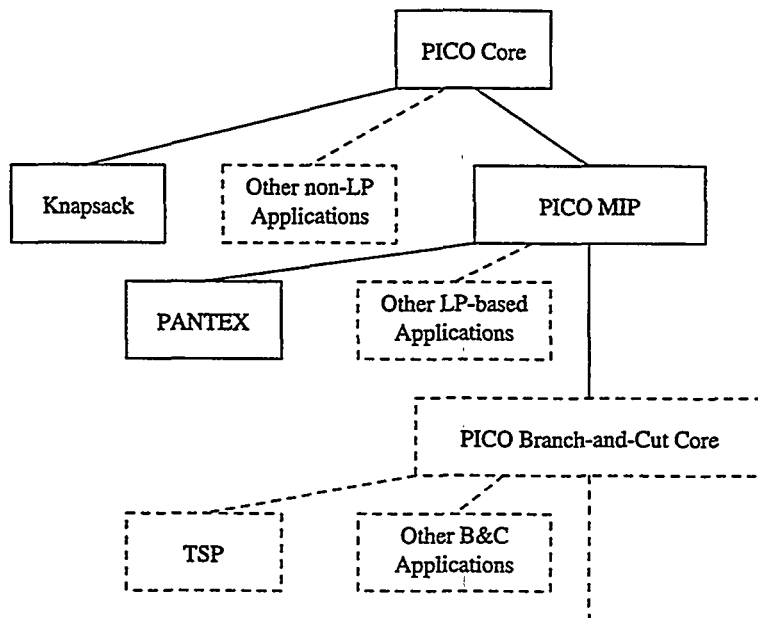 PICO Core
Knapsack
Other non-LP
Applications
PICO MIP
PANTEX
Other LP-based
Applications
PICO Branch-and-Cut Core
TSP
Other B&C
Applications